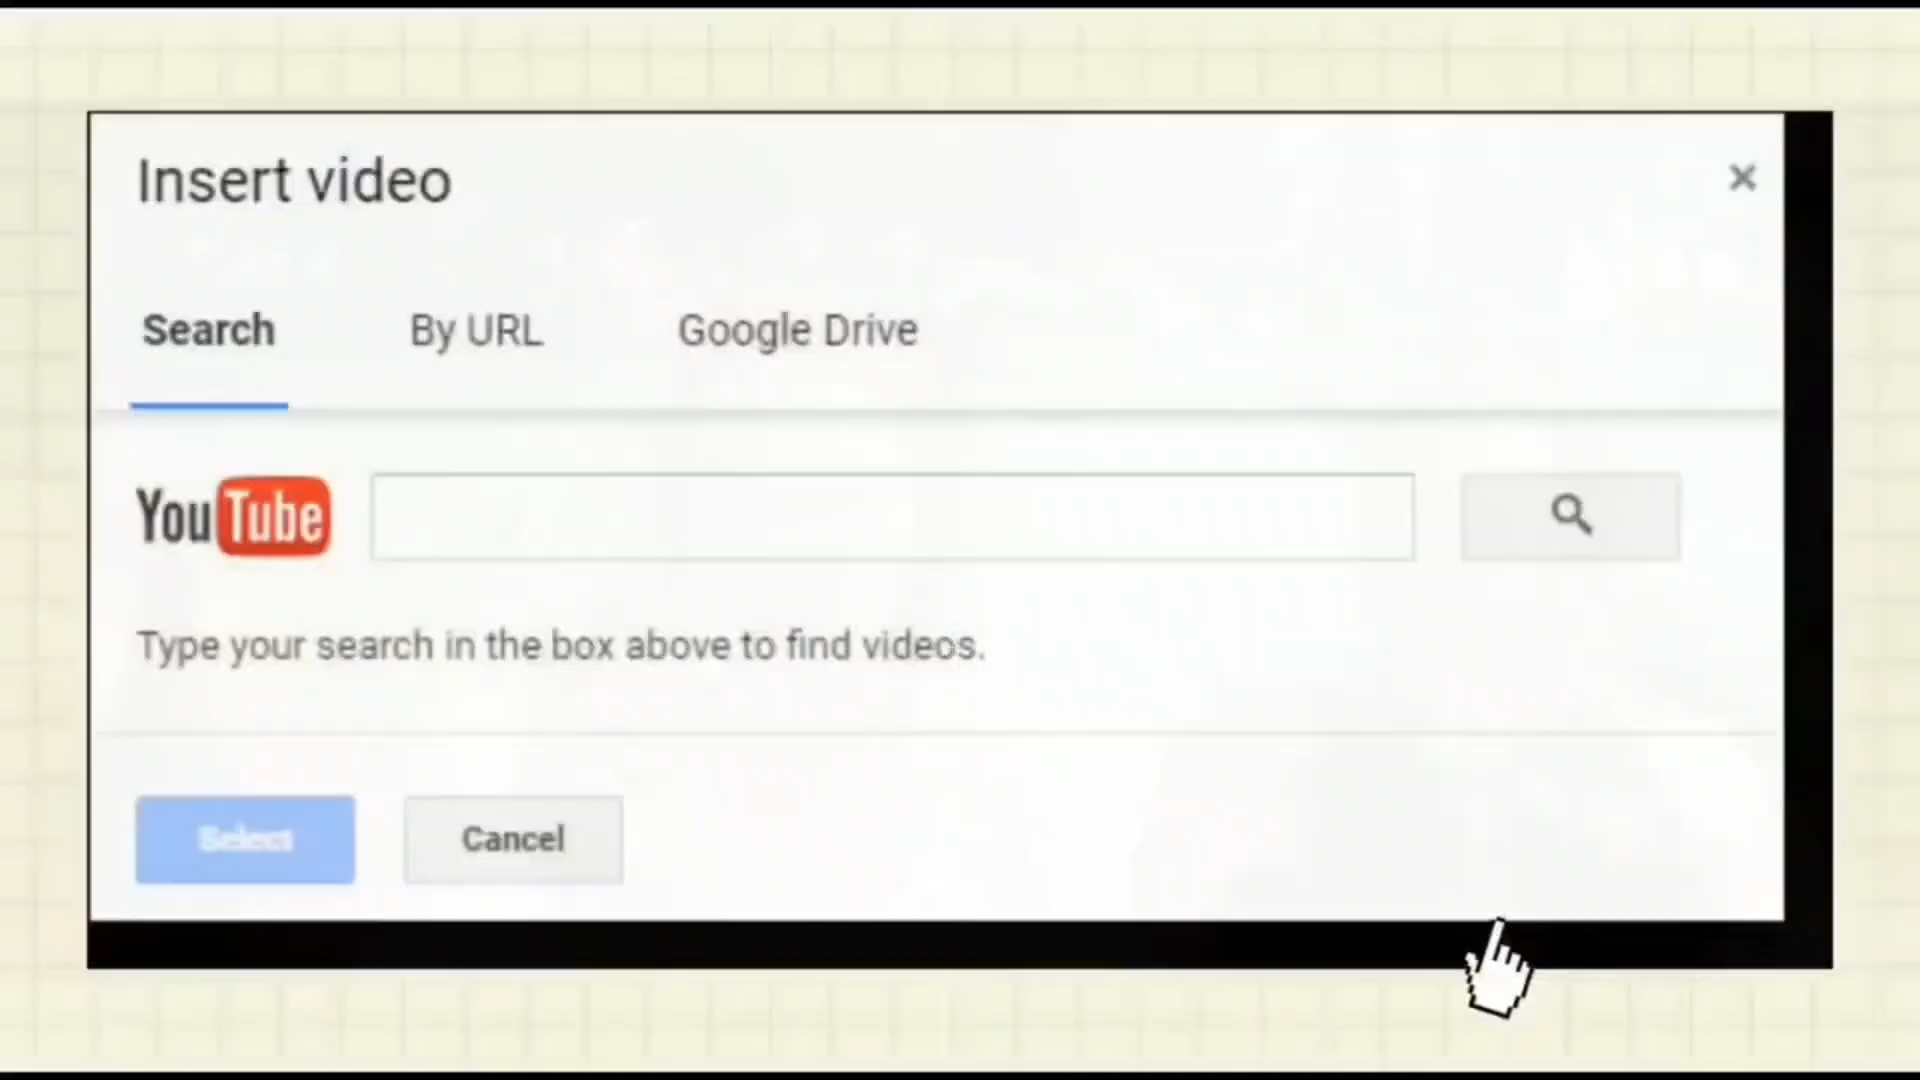 Insert video
Search By URL Google Drive
YouTube
Type your search in the box above to find videos.
Select Cancel